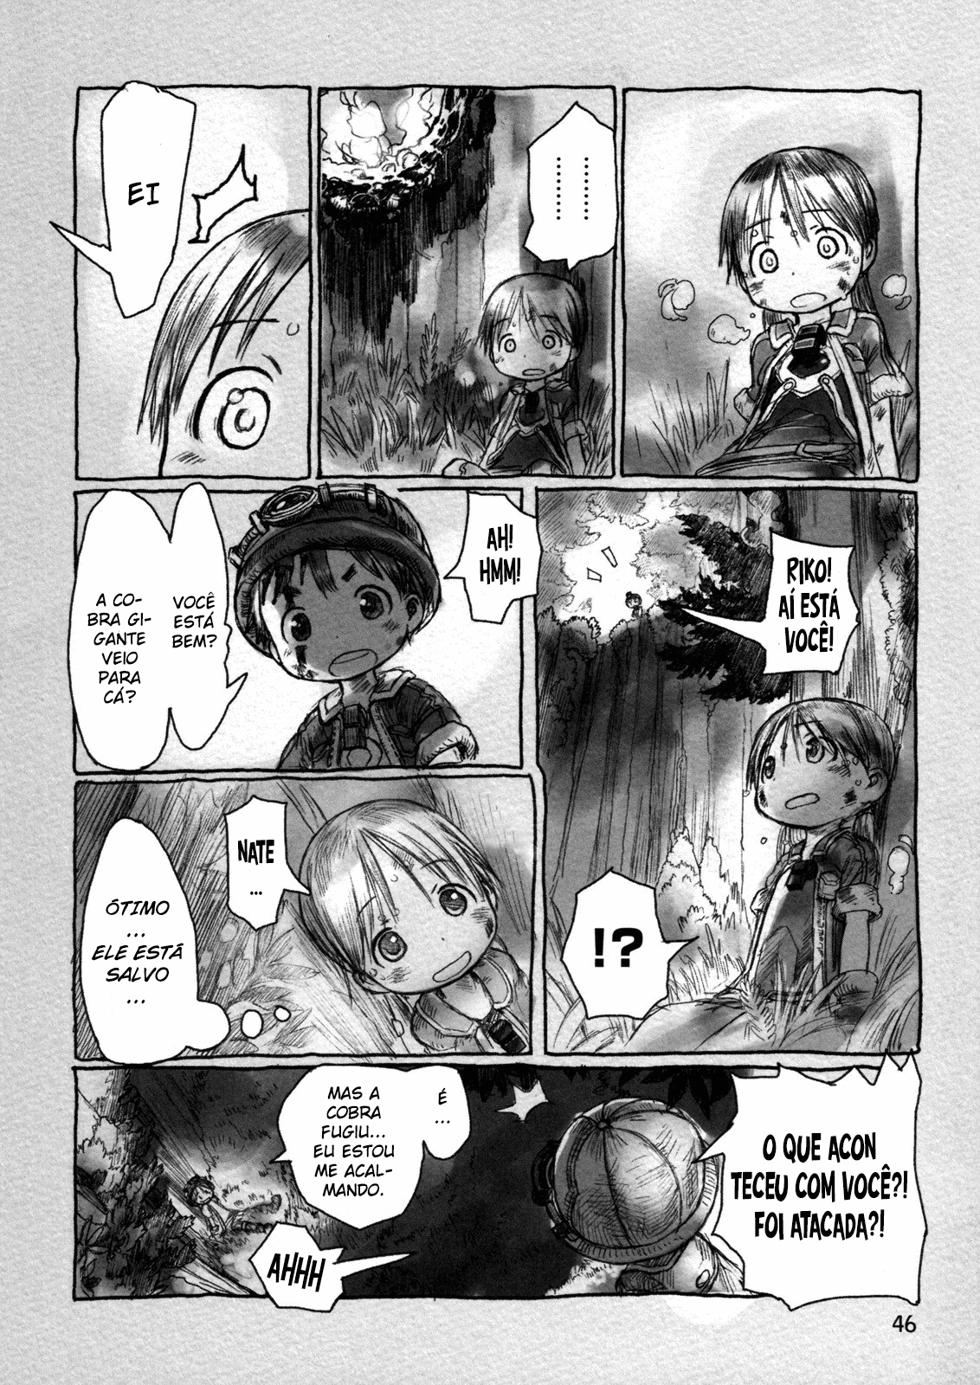 .........
.........
EI
RIKO!
AÍ ESTÁ
VOCÊ!
!?
AH!
HMM!
VOCÊ
ESTÁ
BEM?
A CO-
BRA GI-
GANTE
VEIO
PARA
CÁ?
NATE
...
ÓTIMO
...
ELE ESTÁ
SALVO
...
O QUE ACON
TECEU COM VOCÊ?!
FOI ATACADA?!
É
...
MAS A
COBRA
FUGIU...
EU ESTOU
ME ACAL-
MANDO.
AHHH
46